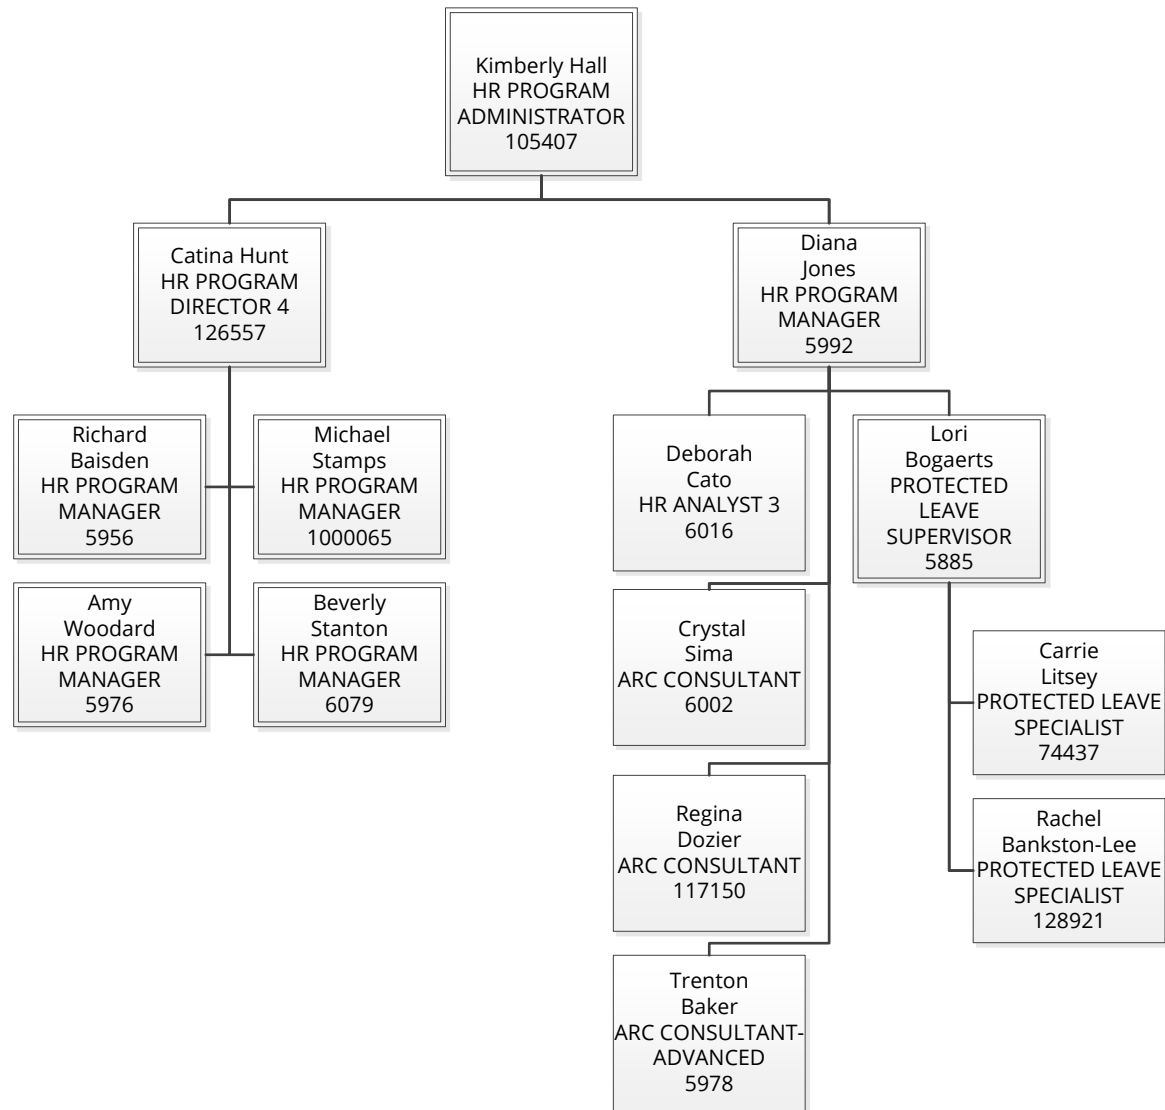 Kimberly Hall
HR PROGRAM
ADMINISTRATOR
105407
Catina Hunt
HR PROGRAM
DIRECTOR 4
126557
Diana
Jones
HR PROGRAM
MANAGER
5992
Richard
Baisden
HR PROGRAM
MANAGER
5956
Michael
Stamps
HR PROGRAM
MANAGER
1000065
Amy
Woodard
HR PROGRAM
MANAGER
5976
Beverly
Stanton
HR PROGRAM
MANAGER
6079
Deborah
Cato
HR ANALYST 3
6016
Lori
Bogaerts
PROTECTED
LEAVE
SUPERVISOR
5885
Crystal
Sima
ARC CONSULTANT
6002
Carrie
Litsey
PROTECTED LEAVE
SPECIALIST
74437
Regina
Dozier
ARC CONSULTANT
117150
Rachel
Bankston-Lee
PROTECTED LEAVE
SPECIALIST
128921
Trenton
Baker
ARC CONSULTANT-
ADVANCED
5978